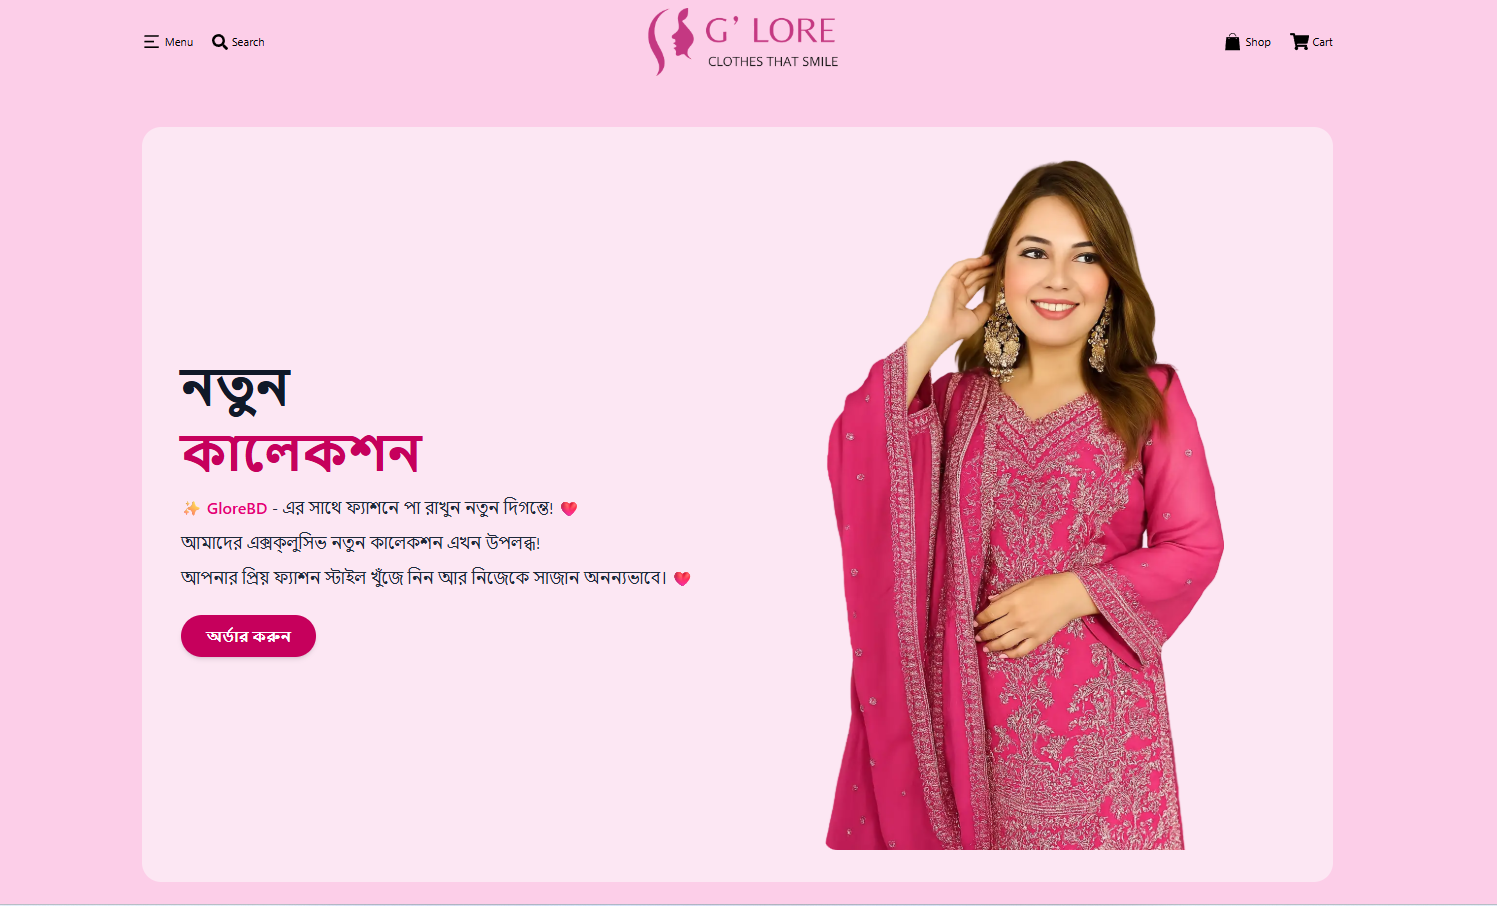 Menu
Search
G' LORE
CLOTHES THAT SMILE
Shop
Cart
নতুন
কালেকশন
✨ GloreBD - এর সাথে ফ্যাশনে পা রাখুন নতুন দিগন্তে! ❤️
আমাদের এক্সক্লুসিভ নতুন কালেকশন এখন উপলব্ধ!
আপনার প্রিয় ফ্যাশন স্টাইল খুঁজে নিন আর নিজেকে সাজান অনন্যভাবে। ❤️
অর্ডার করুন